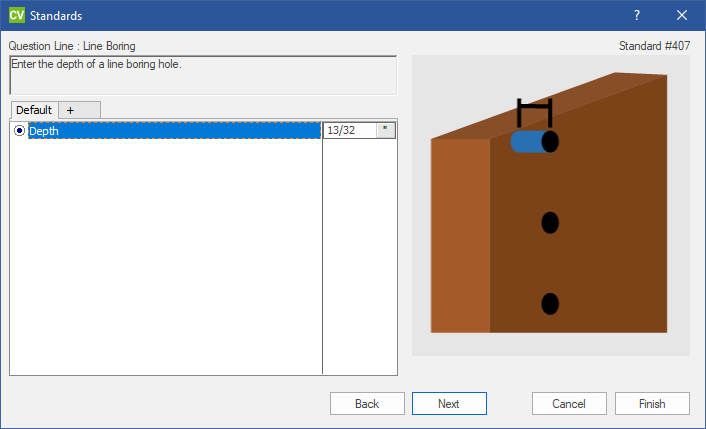 CV Standards ?
Question Line : Line Boring
Standard #407
Enter the depth of a line boring hole.
Default +
Depth 13/32 "
Back Next Cancel Finish